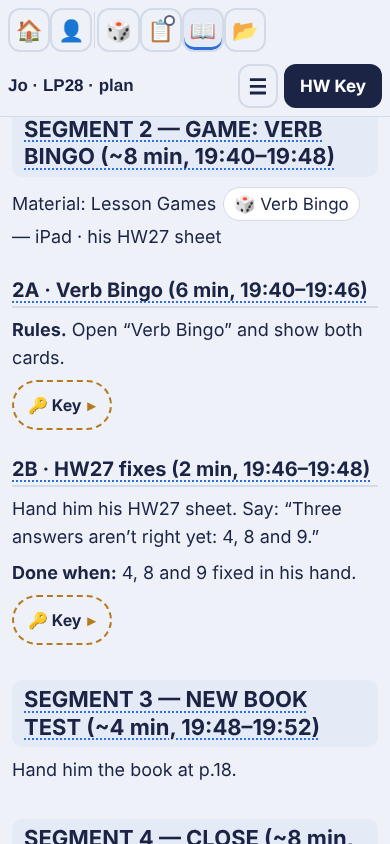 Jo · LP28 · plan
☰
HW Key
SEGMENT 2 — GAME: VERB
BINGO (~8 min, 19:40–19:48)
Material: Lesson Games 🎲 Verb Bingo
— iPad · his HW27 sheet
2A · Verb Bingo (6 min, 19:40–19:46)
Rules. Open “Verb Bingo” and show both
cards.
🔑 Key ▸
2B · HW27 fixes (2 min, 19:46–19:48)
Hand him his HW27 sheet. Say: “Three
answers aren’t right yet: 4, 8 and 9.”
Done when: 4, 8 and 9 fixed in his hand.
🔑 Key ▸
SEGMENT 3 — NEW BOOK
TEST (~4 min, 19:48–19:52)
Hand him the book at p.18.
SEGMENT 4 — CLOSE (~8 min,